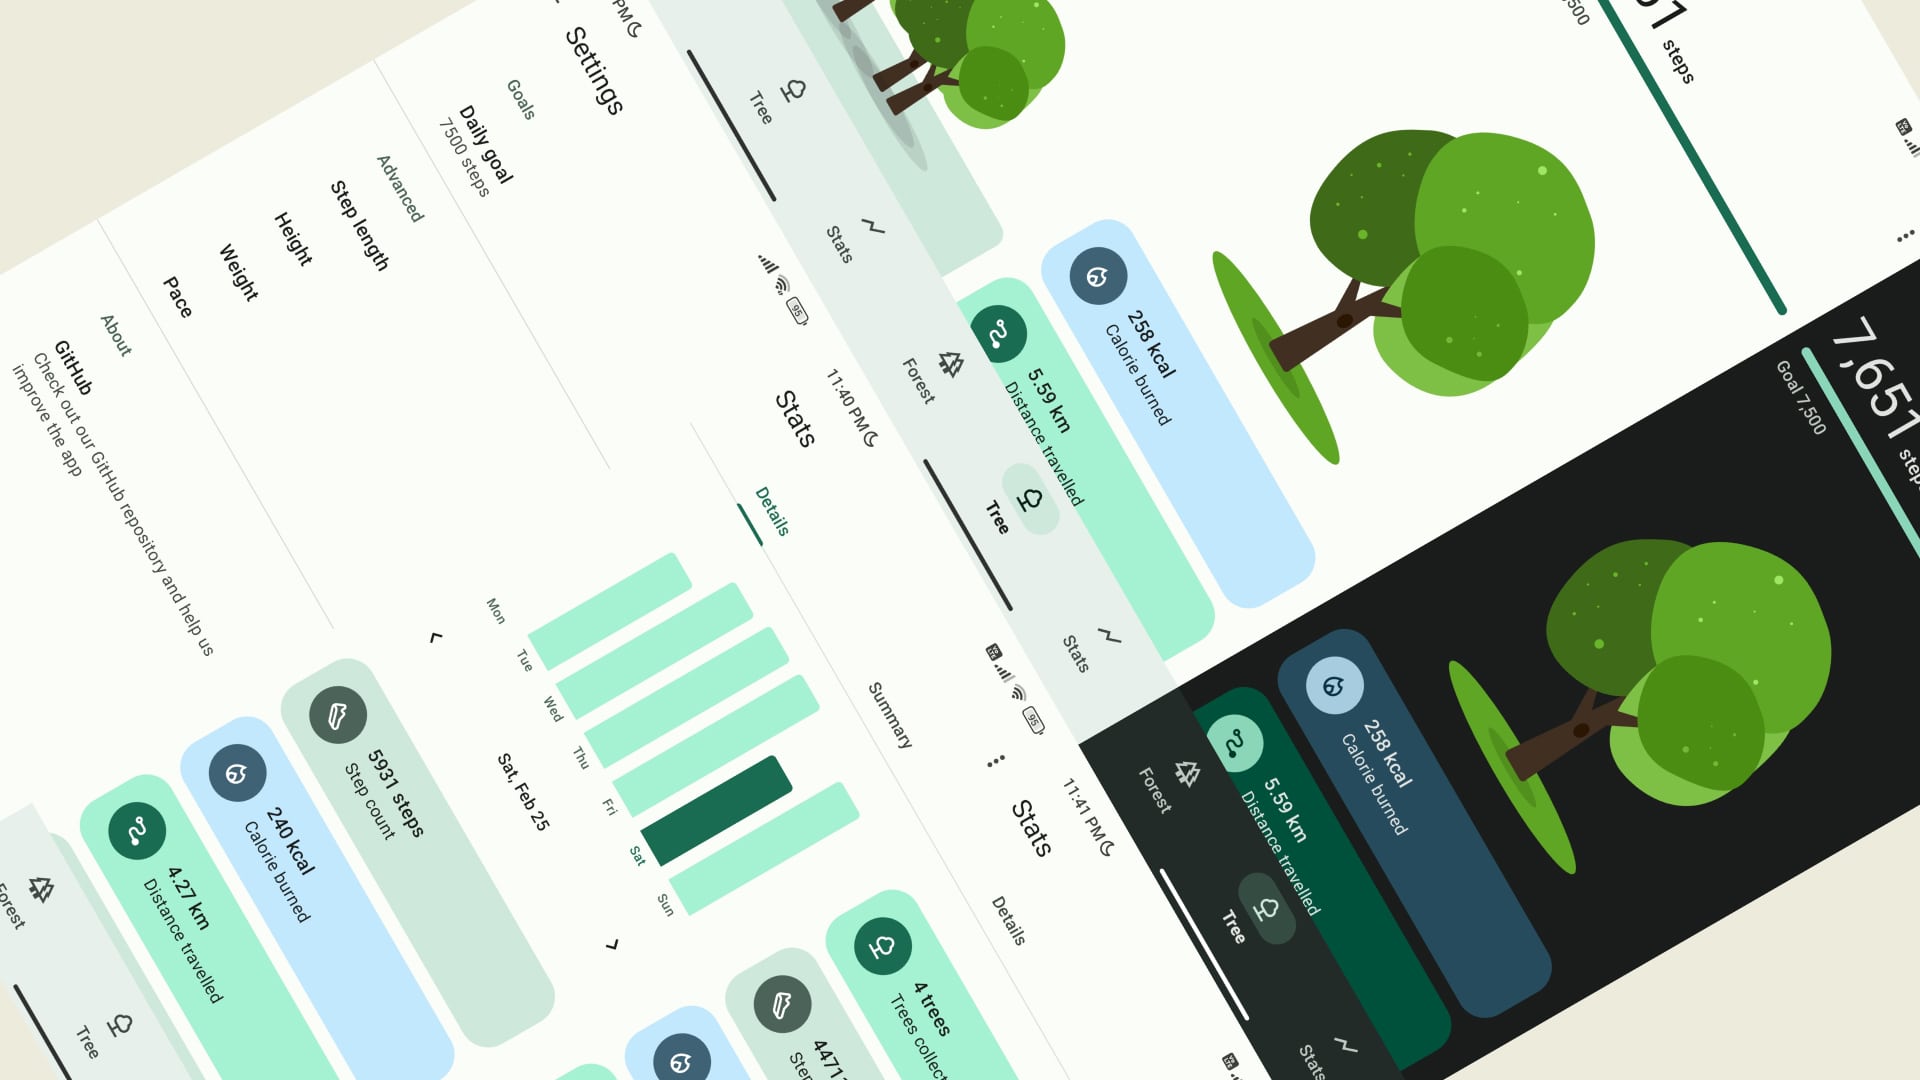 PM
Settings
Goals
Daily goal
7500 steps
Advanced
Step length
Height
Weight
Pace
About
GitHub
Check out our GitHub repository and help us
improve the app
Tree
Stats
95
11:40 PM
Stats
Details
Summary
Mon
Tue
Wed
Thu
Fri
Sat
Sun
Sat, Feb 25
5931 steps
Step count
240 kcal
Calorie burned
4.27 km
Distance travelled
Forest
Tree
steps
258 kcal
Calorie burned
5.59 km
Distance travelled
Forest
Tree
Stats
95
11:41 PM
Stats
Details
4 trees
7,651
Goal 7,500
258 kcal
Calorie burned
5.59 km
Distance travelled
Forest
Tree
Stats